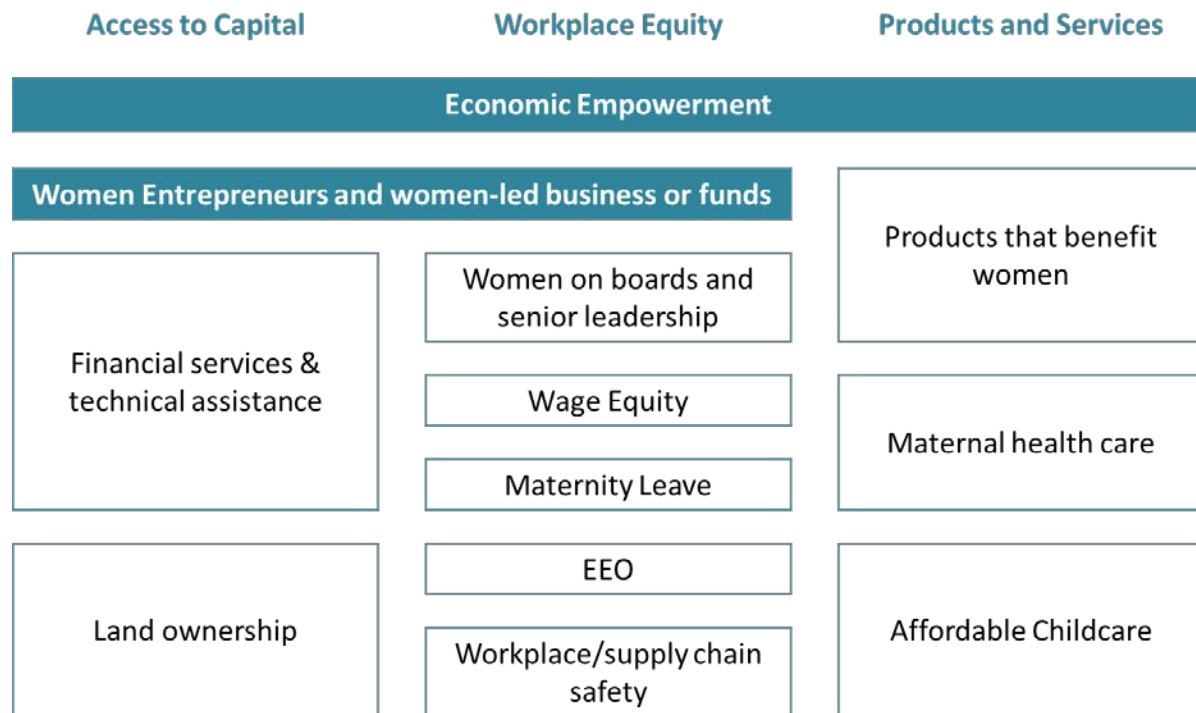 Access to Capital
Workplace Equity
Products and Services
Economic Empowerment
Women Entrepreneurs and women-led business or funds
Financial services &
technical assistance
Land ownership
Women on boards and
senior leadership
Wage Equity
Maternity Leave
EEO
Workplace/supply chain
safety
Products that benefit
women
Maternal health care
Affordable Childcare